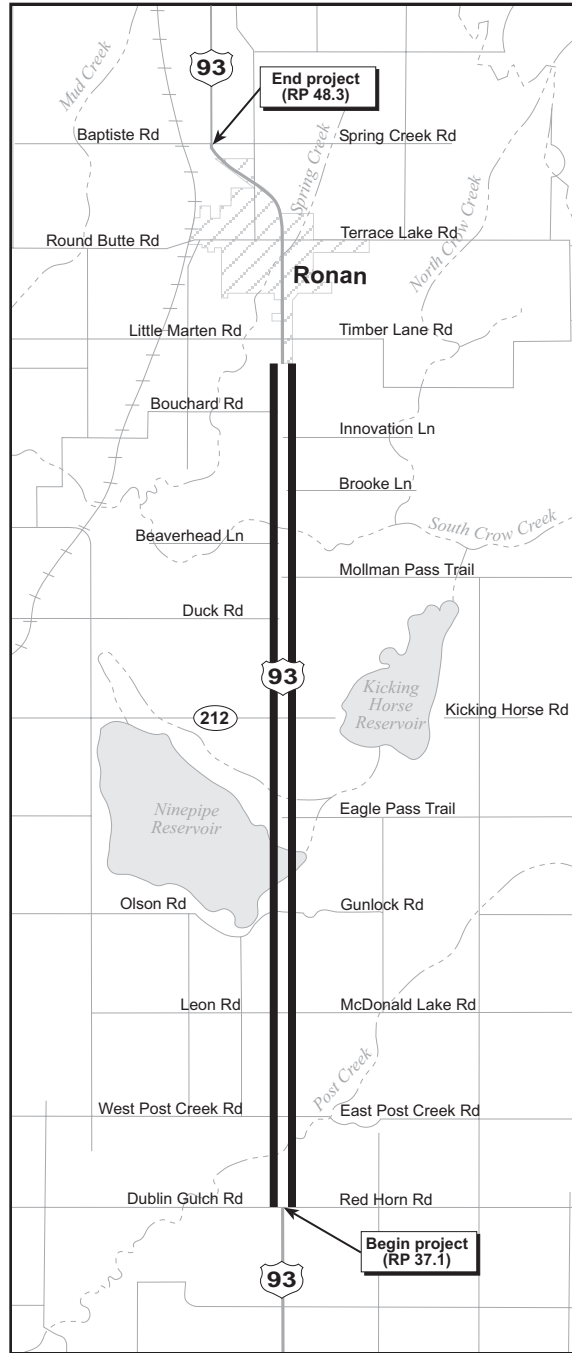 93
End project
(RP 48.3)
Mud Creek
Baptiste Rd
Spring Creek Rd
Spring Creek
Round Butte Rd
Terrace Lake Rd
North Crow Creek
Ronan
Little Marten Rd
Timber Lane Rd
Bouchard Rd
Innovation Ln
Brooke Ln
South Crow Creek
Beaverhead Ln
Mollman Pass Trail
Duck Rd
93
Kicking
Horse
Reservoir
212
Kicking Horse Rd
Ninepipe
Reservoir
Eagle Pass Trail
Olson Rd
Gunlock Rd
Leon Rd
McDonald Lake Rd
Post Creek
West Post Creek Rd
East Post Creek Rd
Dublin Gulch Rd
Red Horn Rd
Begin project
(RP 37.1)
93